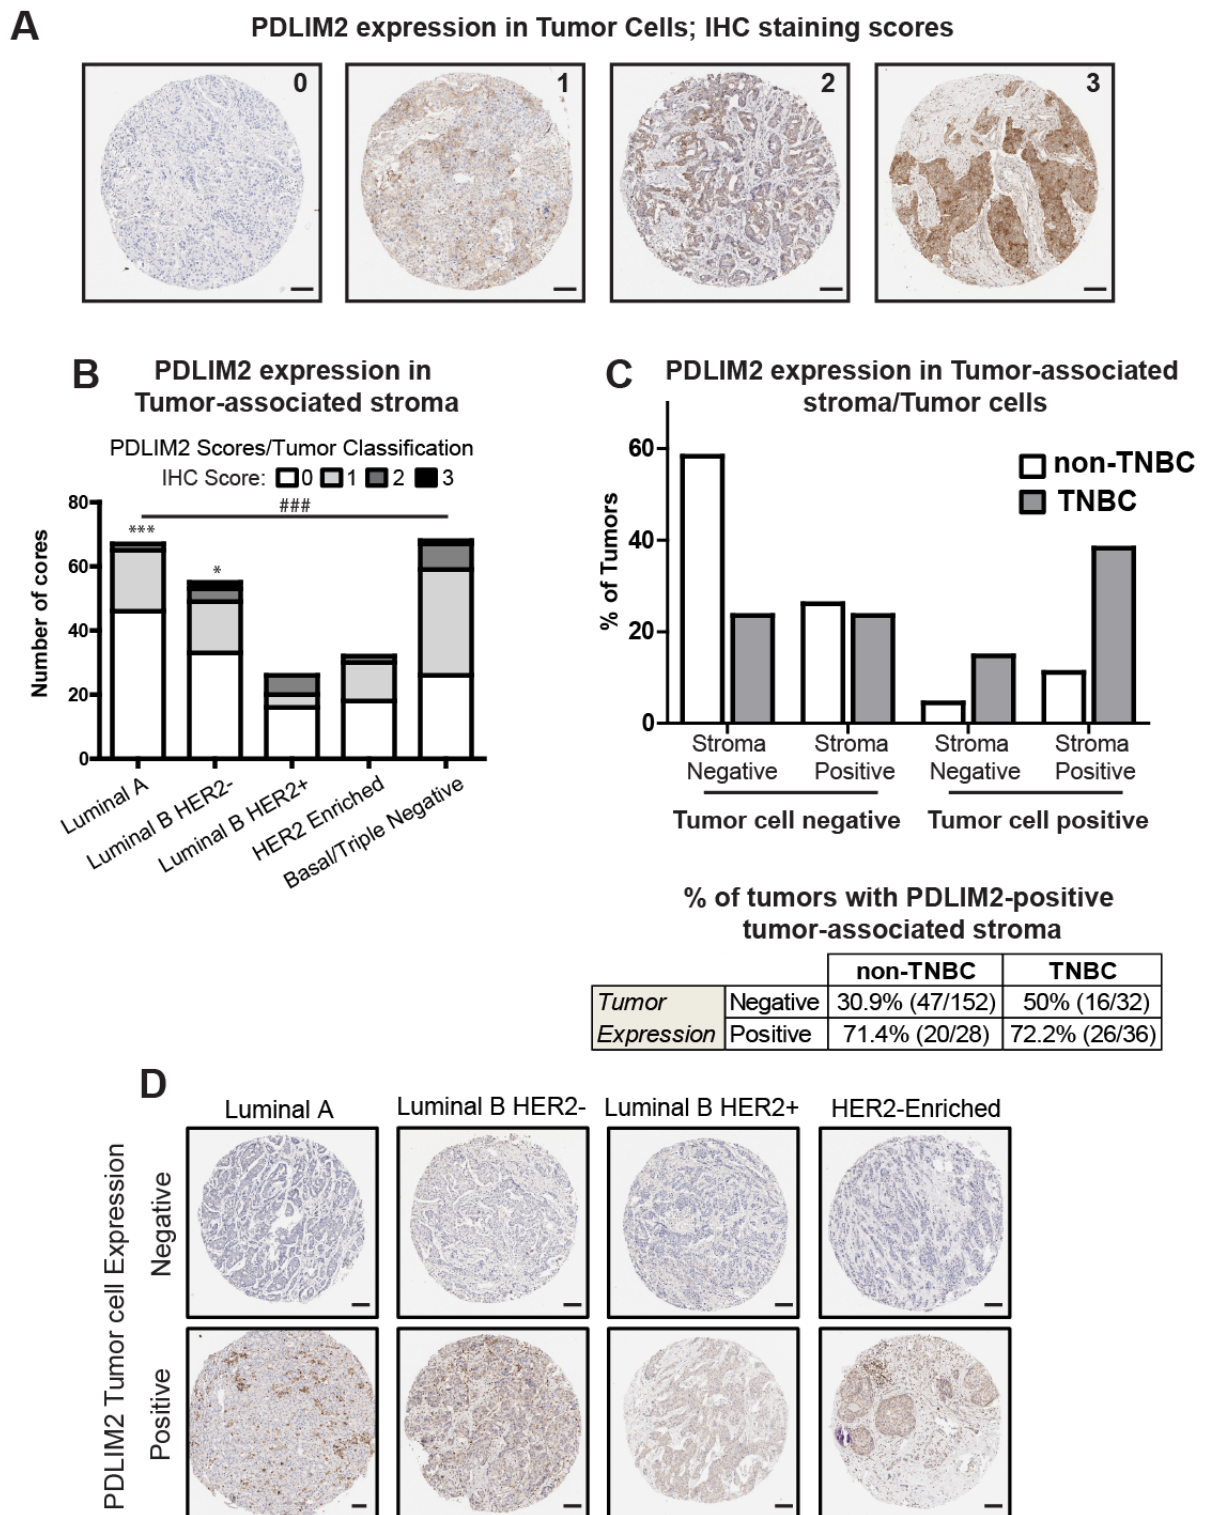 A
PDLIM2 expression in Tumor Cells; IHC staining scores
0
1
2
3
B
PDLIM2 expression in
Tumor-associated stroma
PDLIM2 Scores/Tumor Classification
IHC Score: 0 1 2 3
###
***
*
80
60
40
20
0
Number of cores
Luminal A
Luminal B HER2-
Luminal B HER2+
HER2 Enriched
Basal/Triple Negative
C
PDLIM2 expression in Tumor-associated
stroma/Tumor cells
non-TNBC
TNBC
60
40
20
0
% of Tumors
Stroma Negative
Stroma Positive
Stroma Negative
Stroma Positive
Tumor cell negative
Tumor cell positive
% of tumors with PDLIM2-positive
tumor-associated stroma
non-TNBC TNBC
Tumor Negative 30.9% (47/152) 50% (16/32)
Expression Positive 71.4% (20/28) 72.2% (26/36)
D
Luminal A
Luminal B HER2-
Luminal B HER2+
HER2-Enriched
PDLIM2 Tumor cell Expression
Negative
Positive